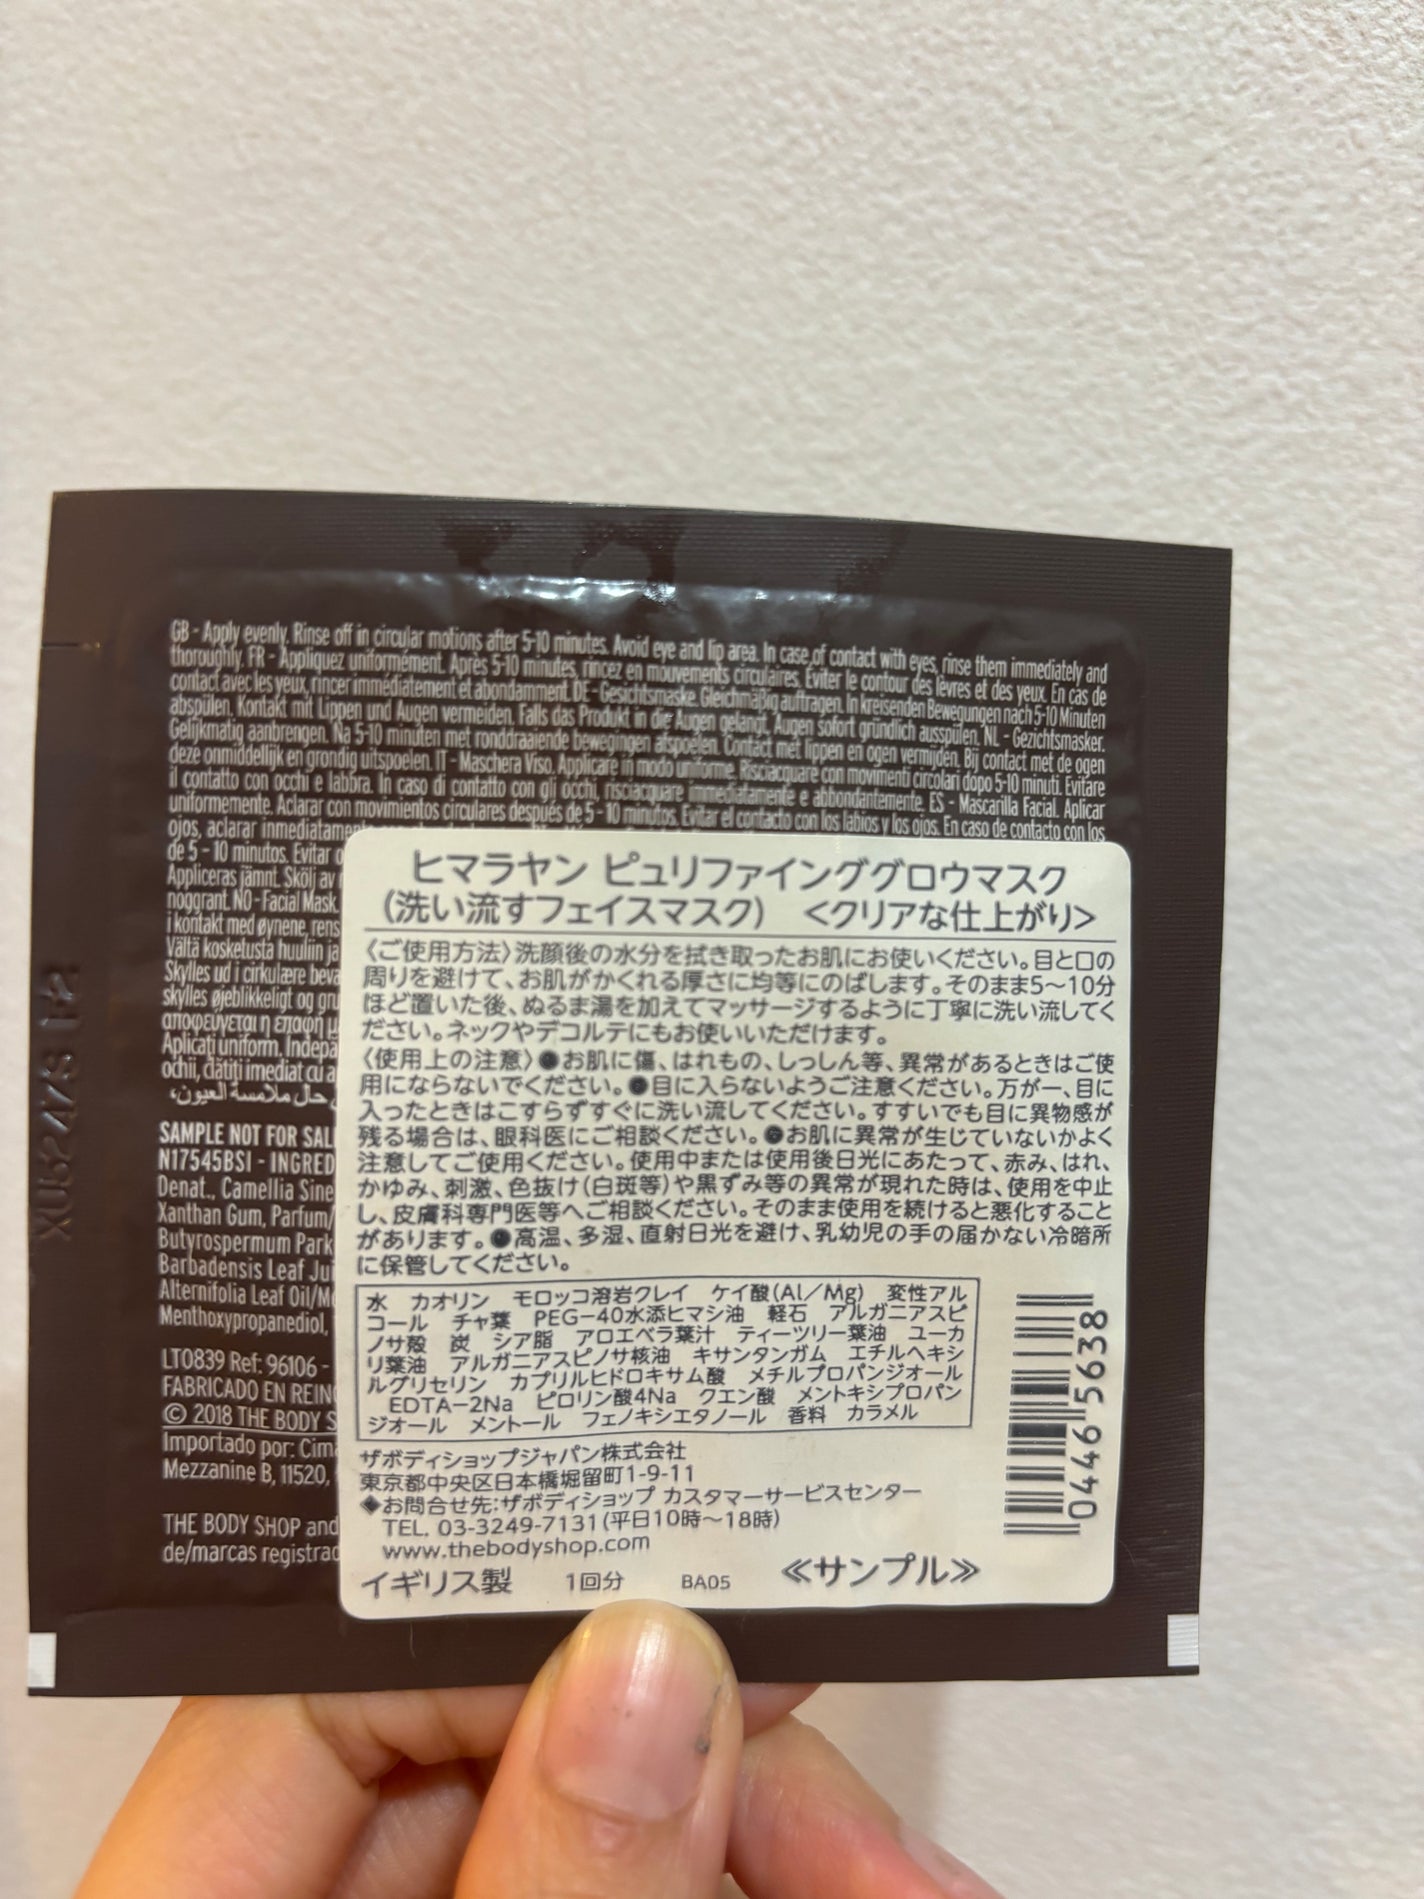 GB - Apply evenly. Rinse off in circular motions after 5-10 minutes. Avoid eye and lip area. In case of contact with eyes, rinse them immediately and
thoroughly. FR - Appliquez uniformément. Après 5-10 minutes, rincez en mouvements circulaires. Éviter le contour des lèvres et des yeux. En cas de
contact avec les yeux, rincer immédiatement et abondamment. DE - Gesichtsmaske. Gleichmäßig auftragen. In kreisenden Bewegungen nach 5-10 Minuten
abspülen. Kontakt mit Lippen und Augen vermeiden. Falls das Produkt in die Augen gelangt, Augen sofort gründlich ausspülen. NL - Gezichtsmasker.
Gelijkmatig aanbrengen. Na 5-10 minuten met ronddraaiende bewegingen afspoelen. Contact met lippen en ogen vermijden. Bij contact met de ogen
deze onmiddellijk en grondig uitspoelen. IT - Maschera Viso. Applicare in modo uniforme. Risciacquare con movimenti circolari dopo 5-10 minuti. Evitare
il contatto con occhi e labbra. In caso di contatto con gli occhi, risciacquare immediatamente e abbondantemente. ES - Mascarilla Facial. Aplicar
uniformemente. Aclarar con movimientos circulares después de 5 - 10 minutos. Evitar el contacto con los labios y los ojos. En caso de contacto con los
ojos, aclarar
de 5 - 10 minutos. Evitar
Appliceras jämnt. Skölj av
noggrant. NO - Facial Mask.
i kontakt med øynene, rens
Vältä kosketusta huuliin ja
Skylles ud i cirkulære beva
skylles øjeblikkeligt og gru
αποφεύγεται η επαφή μ
Aplicați uniform. Îndepă
ochii, clătiți imediat cu a
حال ملامسة العيون،
SAMPLE NOT FOR SAL
N17545BSI - INGRED
Denat., Camellia Sine
Xanthan Gum, Parfum/
Butyrospermum Park
Barbadensis Leaf Jui
Alternifolia Leaf Oil/Me
Menthoxypropanediol,
LT0839 Ref: 96106 -
FABRICADO EN REIN
© 2018 THE BODY S
Importado por: Cim
Mezzanine B, 11520,
THE BODY SHOP and
de/marcas registrad
ヒマラヤン ピュリファインググロウマスク
(洗い流すフェイスマスク) <クリアな仕上がり>
〈ご使用方法〉洗顔後の水分を拭き取ったお肌にお使いください。目と口の
周りを避けて、お肌がかくれる厚さに均等にのばします。そのまま5〜10分
ほど置いた後、ぬるま湯を加えてマッサージするように丁寧に洗い流してく
ださい。ネックやデコルテにもお使いいただけます。
〈使用上の注意〉●お肌に傷、はれもの、しっしん等、異常があるときはご使
用にならないでください。●目に入らないようご注意ください。万が一、目に
入ったときはこすらずすぐに洗い流してください。すすいでも目に異物感が
残る場合は、眼科医にご相談ください。●お肌に異常が生じていないかよく
注意してご使用ください。使用中または使用後日光にあたって、赤み、はれ、
かゆみ、刺激、色抜け(白斑等)や黒ずみ等の異常が現れた時は、使用を中止
し、皮膚科専門医等へご相談ください。そのまま使用を続けると悪化すること
があります。●高温、多湿、直射日光を避け、乳幼児の手の届かない冷暗所
に保管してください。
水 カオリン モロッコ溶岩クレイ ケイ酸(Al/Mg) 変性アル
コール チャ葉 PEG-40水添ヒマシ油 軽石 アルガニアスピ
ノサ殻 炭 シア脂 アロエベラ葉汁 ティーツリー葉油 ユーカ
リ葉油 アルガニアスピノサ核油 キサンタンガム エチルヘキシ
ルグリセリン カプリルヒドロキサム酸 メチルプロパンジオール
EDTA-2Na ピロリン酸4Na クエン酸 メントキシプロパン
ジオール メントール フェノキシエタノール 香料 カラメル
ザボディショップジャパン株式会社
東京都中央区日本橋堀留町1-9-11
◆お問合せ先:ザボディショップ カスタマーサービスセンター
TEL. 03-3249-7131(平日10時〜18時)
www.thebodyshop.com
イギリス製 1回分 BA05 ≪サンプル≫
0446 5638